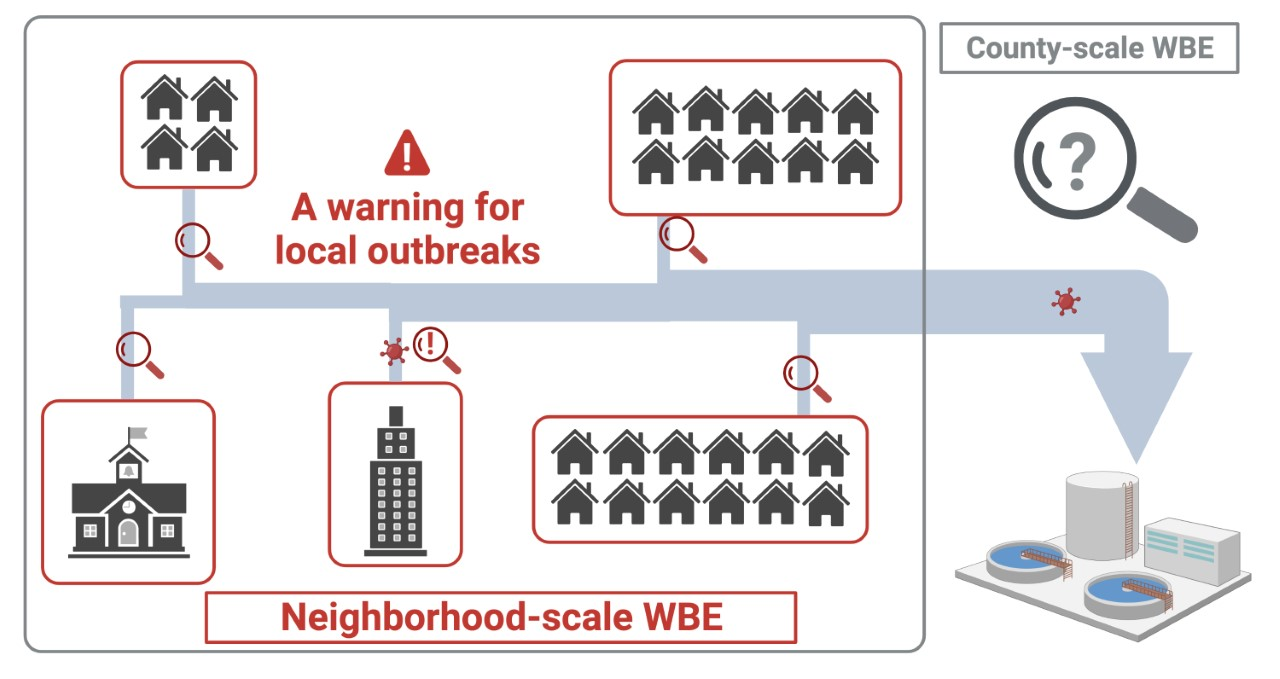 County-scale WBE
?
!
A warning for
local outbreaks
!
Neighborhood-scale WBE